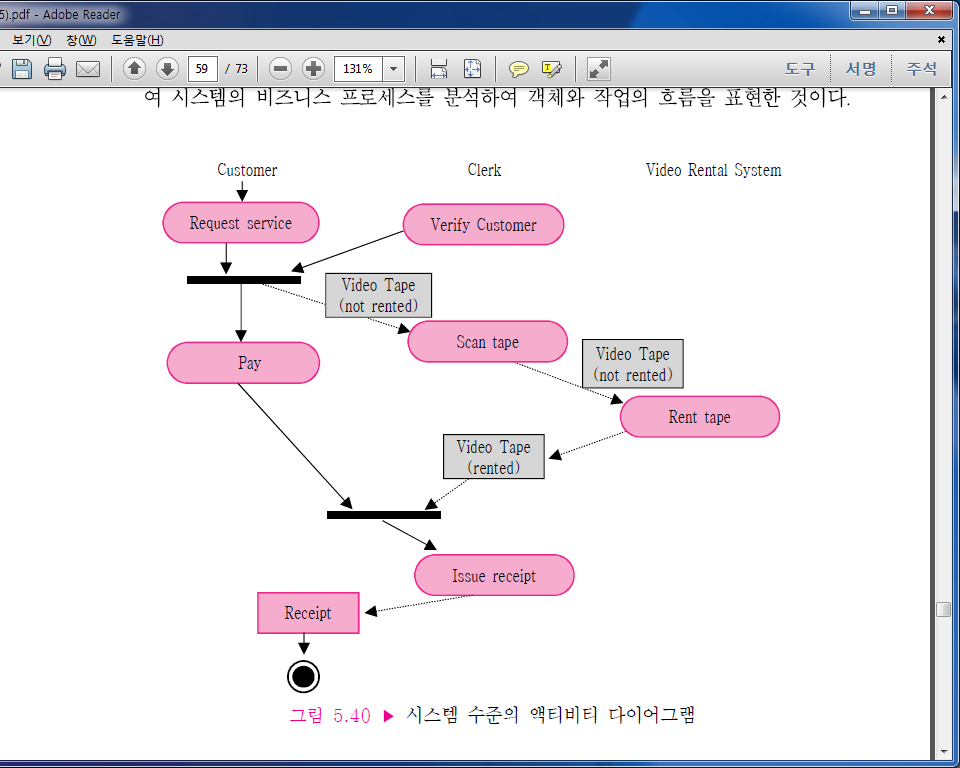 5).pdf - Adobe Reader
보기(V) 창(W) 도움말(H)
59 / 73 131% 도구 서명 주석
여 시스템의 비즈니스 프로세스를 분석하여 객체와 작업의 흐름을 표현한 것이다.
Customer Clerk Video Rental System
Request service Verify Customer
Video Tape
(not rented)
Scan tape
Video Tape
(not rented)
Pay
Rent tape
Video Tape
(rented)
Issue receipt
Receipt
그림 5.40 ▶ 시스템 수준의 액티비티 다이어그램